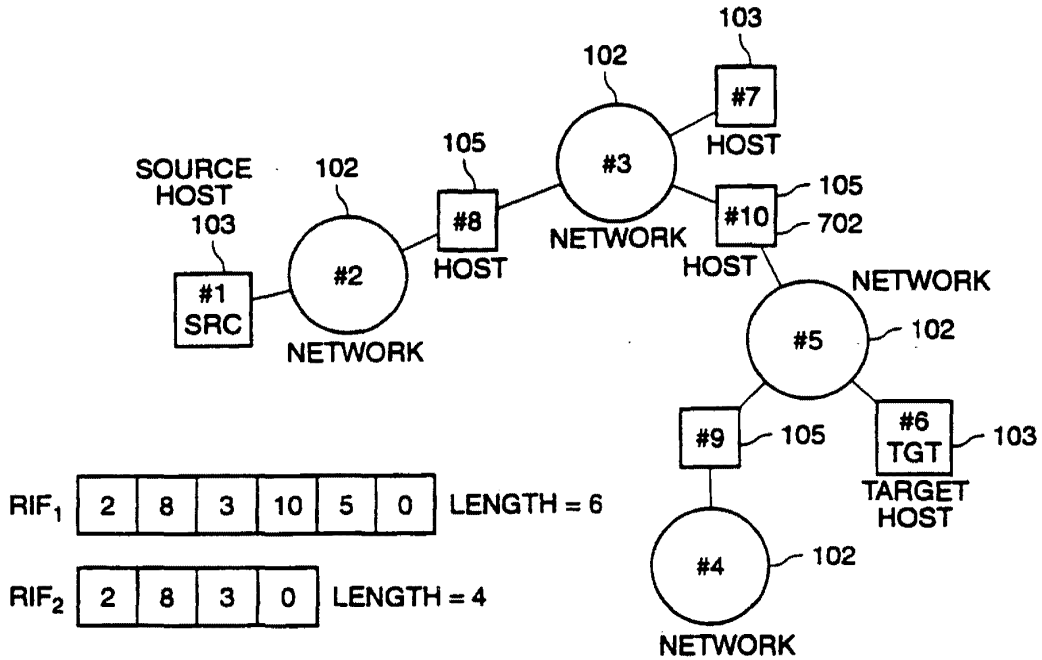 103
102
#7
HOST
105
#3
SOURCE
HOST
102
105
#8
#10
702
NETWORK
103
HOST
HOST
#2
NETWORK
#1
SRC
NETWORK
#5
102
#9
105
#6
TGT
103
TARGET
HOST
RIF1 2 8 3 10 5 0 LENGTH = 6
#4
102
RIF2 2 8 3 0 LENGTH = 4
NETWORK